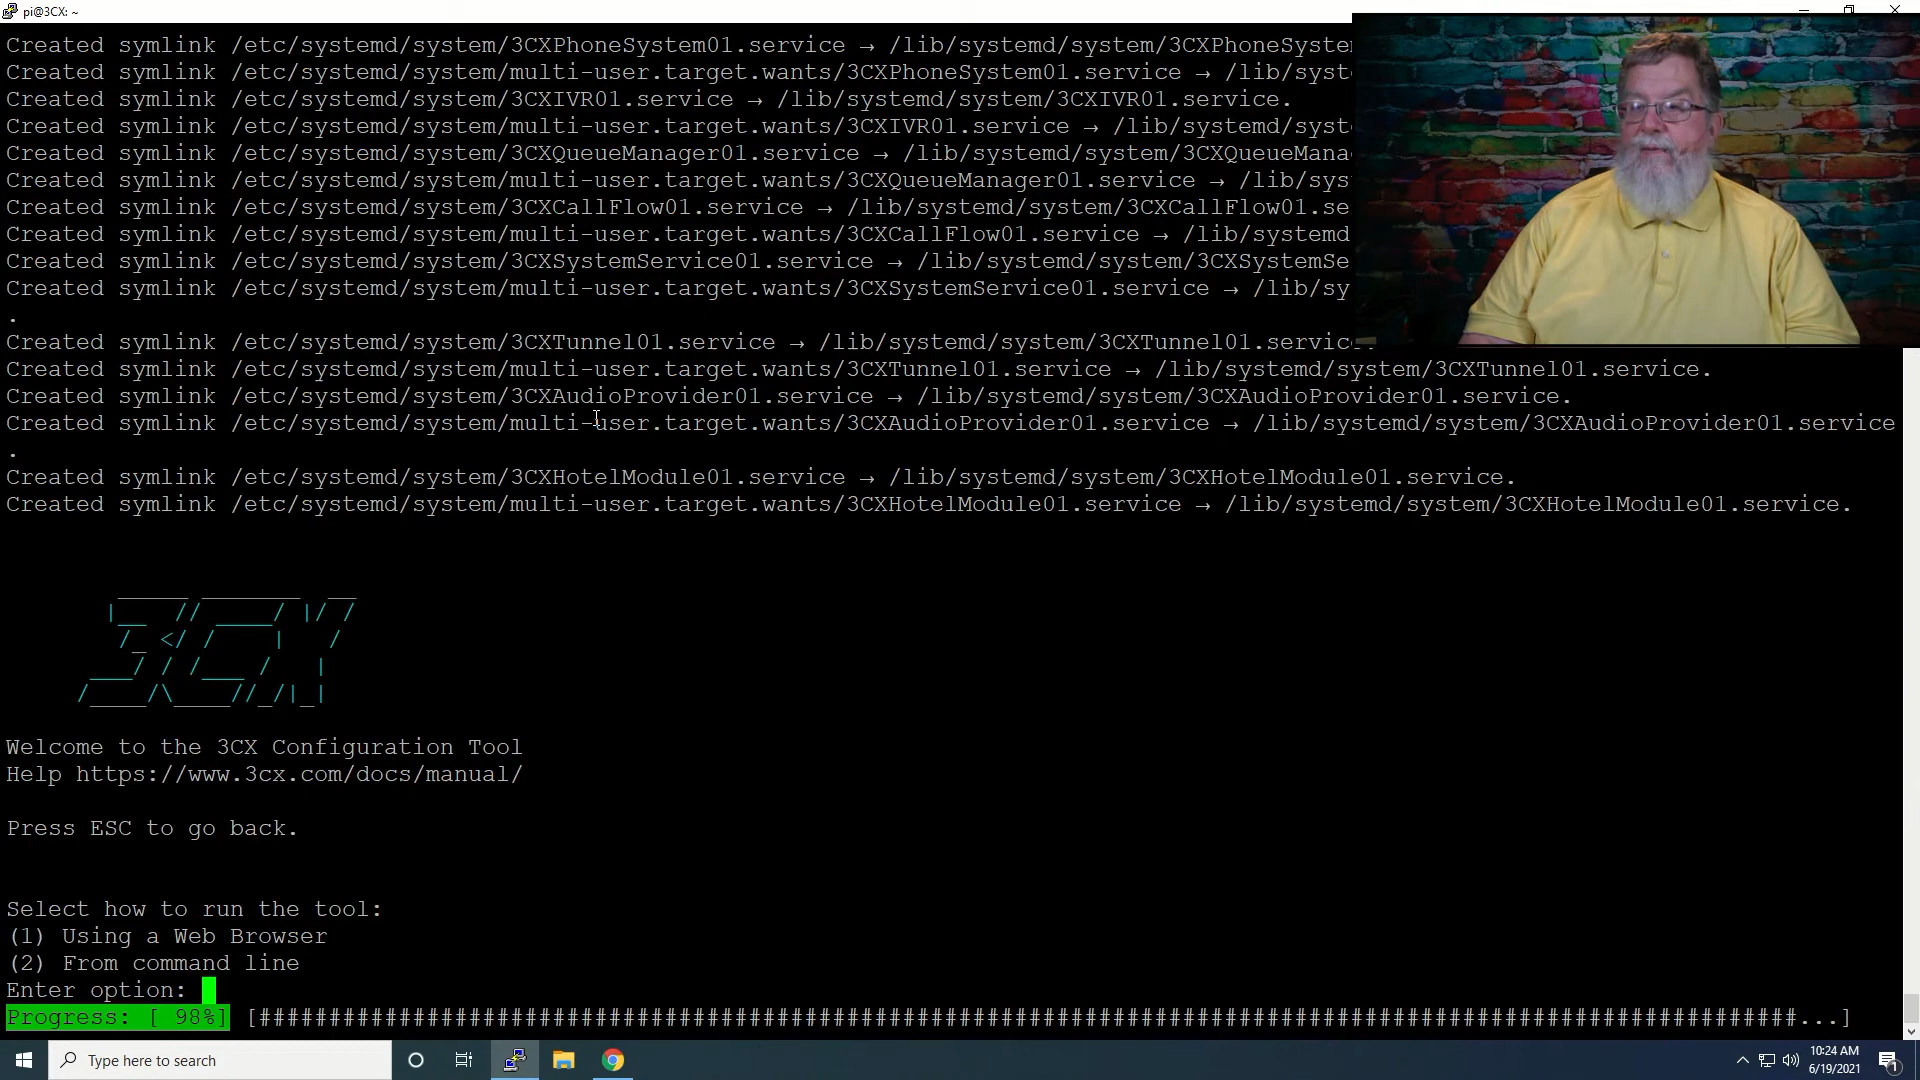 pi@3CX: ~
Created symlink /etc/systemd/system/3CXPhoneSystem01.service → /lib/systemd/system/3CXPhoneSystem
Created symlink /etc/systemd/system/multi-user.target.wants/3CXPhoneSystem01.service → /lib/syst
Created symlink /etc/systemd/system/3CXIVR01.service → /lib/systemd/system/3CXIVR01.service.
Created symlink /etc/systemd/system/multi-user.target.wants/3CXIVR01.service → /lib/systemd/syst
Created symlink /etc/systemd/system/3CXQueueManager01.service → /lib/systemd/system/3CXQueueMana
Created symlink /etc/systemd/system/multi-user.target.wants/3CXQueueManager01.service → /lib/sys
Created symlink /etc/systemd/system/3CXCallFlow01.service → /lib/systemd/system/3CXCallFlow01.se
Created symlink /etc/systemd/system/multi-user.target.wants/3CXCallFlow01.service → /lib/systemd
Created symlink /etc/systemd/system/3CXSystemService01.service → /lib/systemd/system/3CXSystemSe
Created symlink /etc/systemd/system/multi-user.target.wants/3CXSystemService01.service → /lib/sy
.
Created symlink /etc/systemd/system/3CXTunnel01.service → /lib/systemd/system/3CXTunnel01.service.
Created symlink /etc/systemd/system/multi-user.target.wants/3CXTunnel01.service → /lib/systemd/system/3CXTunnel01.service.
Created symlink /etc/systemd/system/3CXAudioProvider01.service → /lib/systemd/system/3CXAudioProvider01.service.
Created symlink /etc/systemd/system/multi-user.target.wants/3CXAudioProvider01.service → /lib/systemd/system/3CXAudioProvider01.service
.
Created symlink /etc/systemd/system/3CXHotelModule01.service → /lib/systemd/system/3CXHotelModule01.service.
Created symlink /etc/systemd/system/multi-user.target.wants/3CXHotelModule01.service → /lib/systemd/system/3CXHotelModule01.service.
3CX
Welcome to the 3CX Configuration Tool
Help https://www.3cx.com/docs/manual/
Press ESC to go back.
Select how to run the tool:
(1) Using a Web Browser
(2) From command line
Enter option:
Progress: [ 98%] [##############################################################################################################...]
Type here to search
10:24 AM
6/19/2021
1